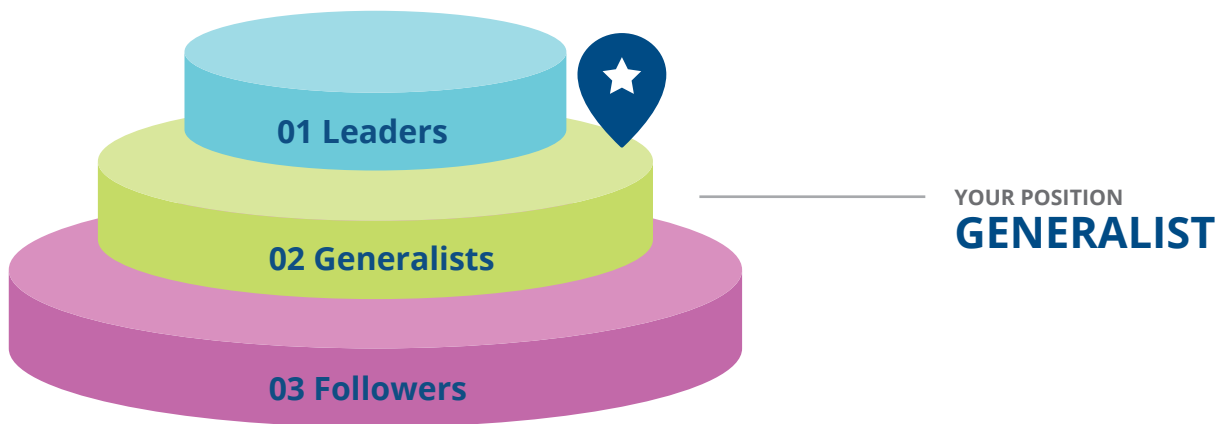 01 Leaders
02 Generalists
03 Followers
YOUR POSITION
GENERALIST